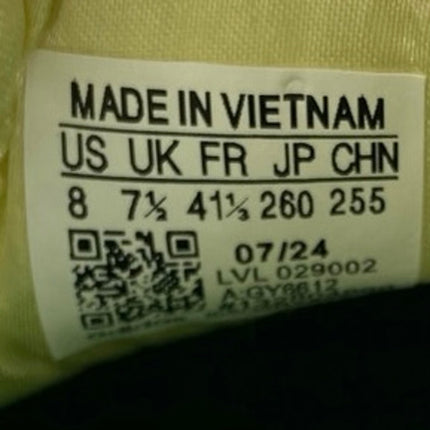 MADE IN VIETNAM
US UK FR JP CHN
8 7½ 41⅓ 260 255
07/24
LVL 029002